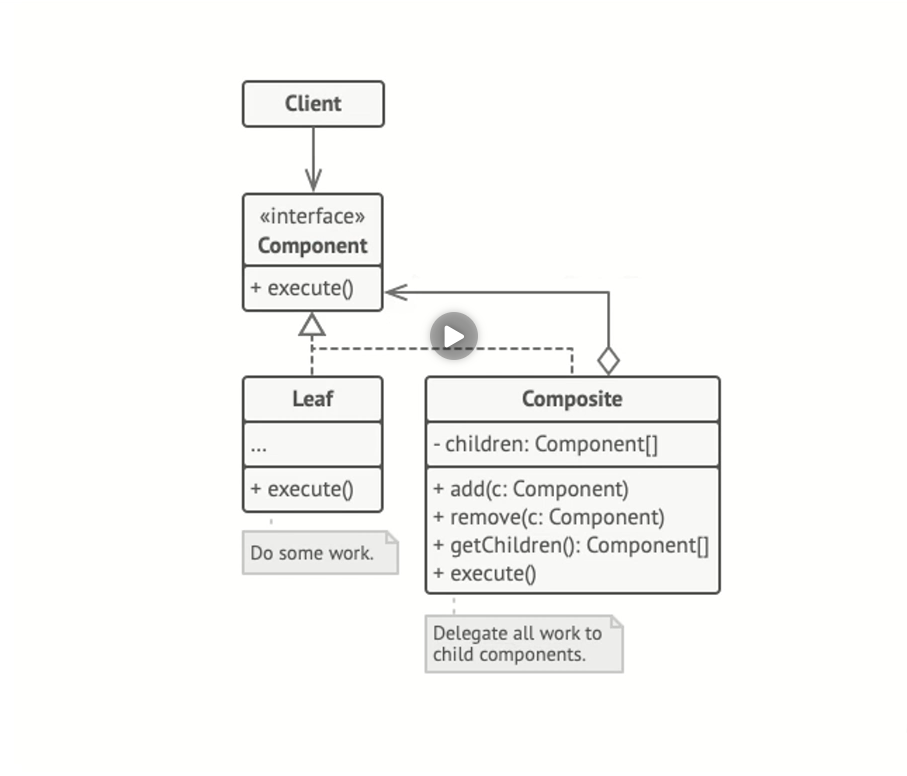 Client
«interface»
Component
+ execute()
Leaf
...
+ execute()
Do some work.
Composite
- children: Component[]
+ add(c: Component)
+ remove(c: Component)
+ getChildren(): Component[]
+ execute()
Delegate all work to
child components.